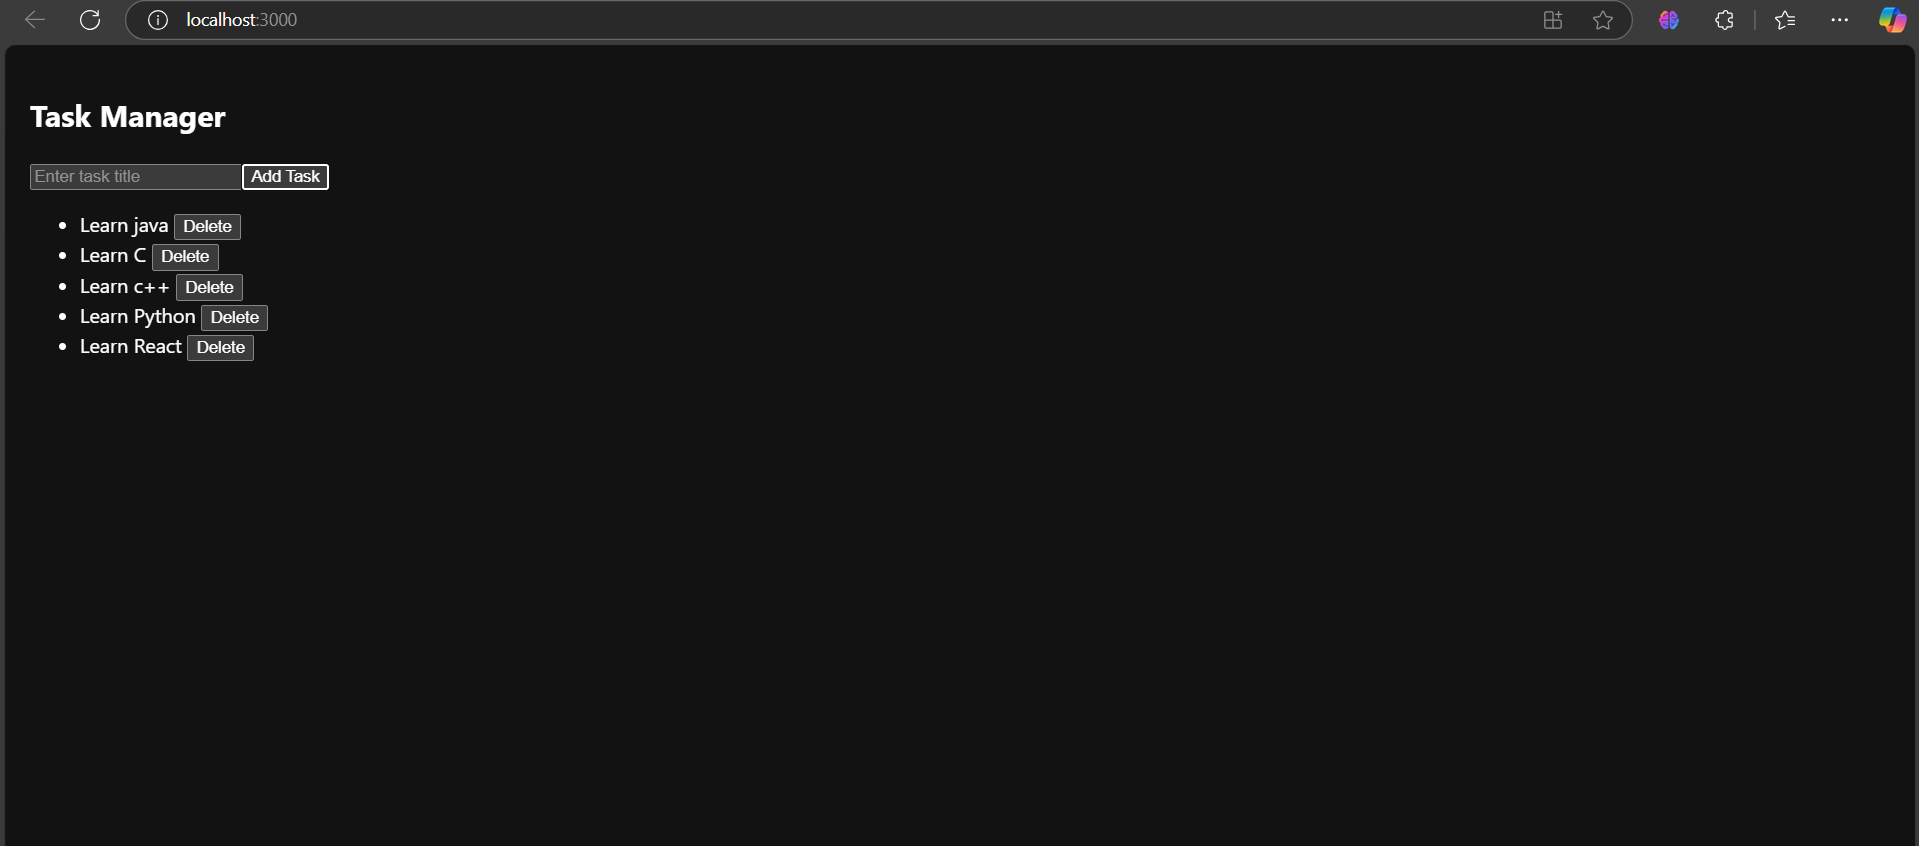 localhost:3000
Task Manager
Enter task title Add Task
Learn java Delete
Learn C Delete
Learn c++ Delete
Learn Python Delete
Learn React Delete